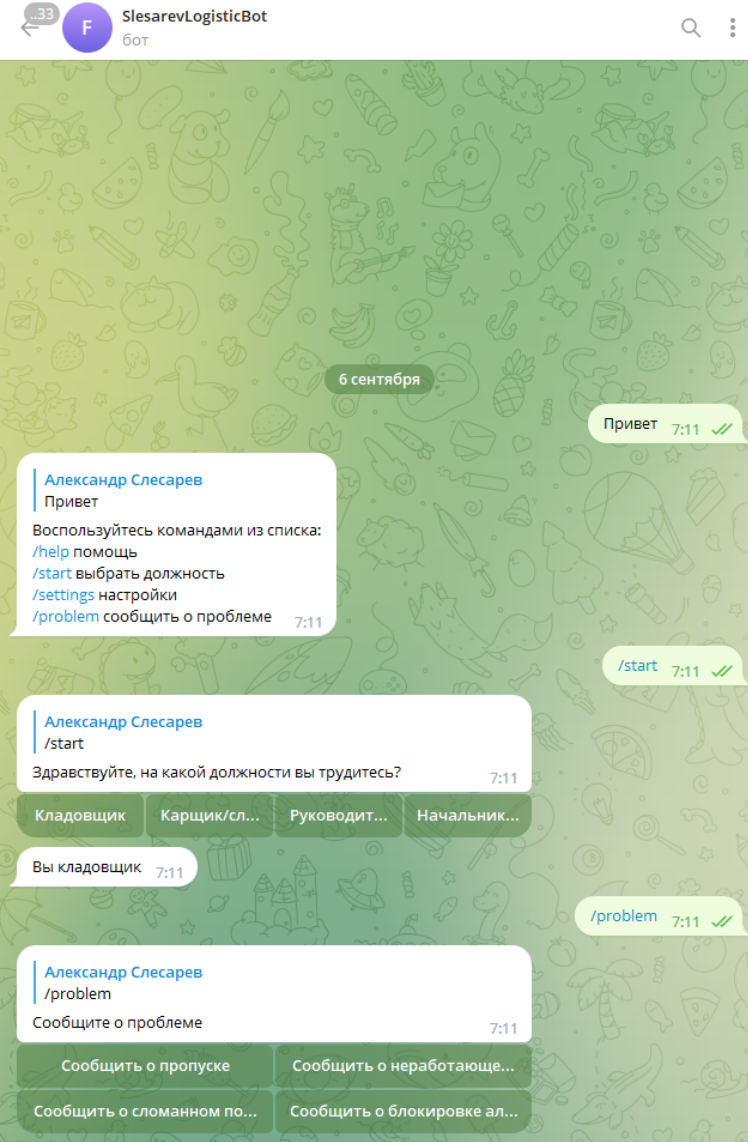 ..33
F
SlesarevLogisticBot
бот
6 сентября
Привет 7:11
Александр Слесарев
Привет
Воспользуйтесь командами из списка:
/help помощь
/start выбрать должность
/settings настройки
/problem сообщить о проблеме 7:11
/start 7:11
Александр Слесарев
/start
Здравствуйте, на какой должности вы трудитесь? 7:11
Кладовщик Карщик/сл... Руководит... Начальник...
Вы кладовщик 7:11
/problem 7:11
Александр Слесарев
/problem
Сообщите о проблеме 7:11
Сообщить о пропуске Сообщить о неработающе...
Сообщить о сломанном по... Сообщить о блокировке ал...